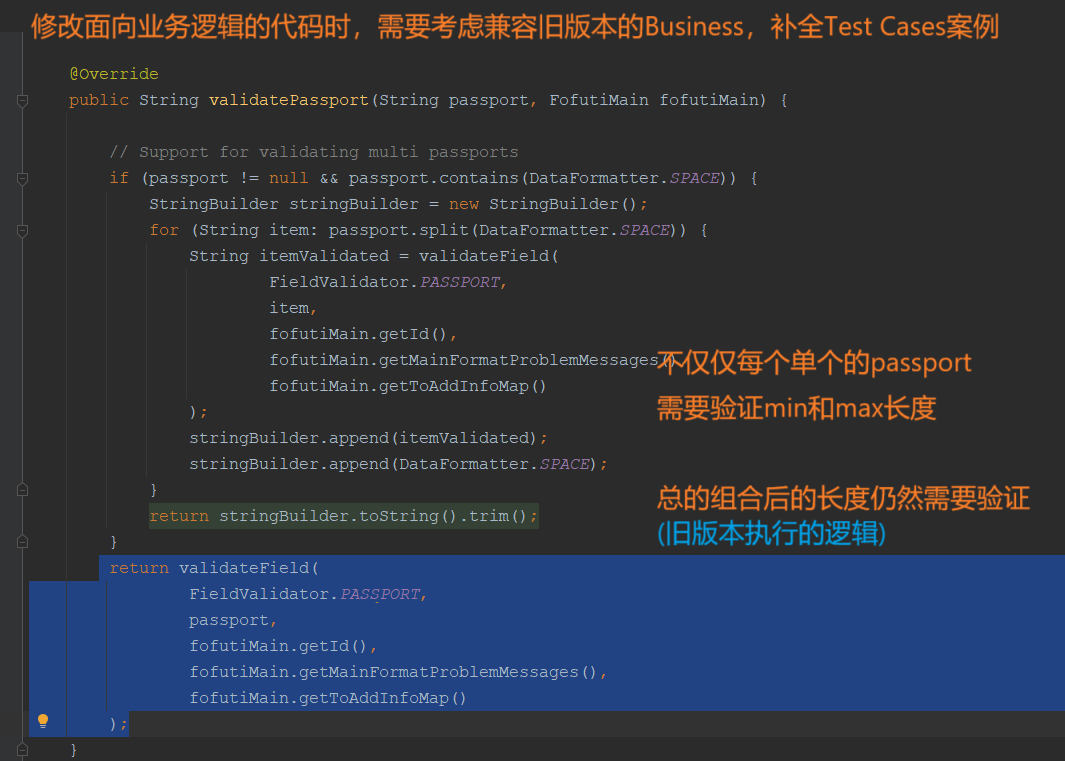 修改面向业务逻辑的代码时，需要考虑兼容旧版本的Business，补全Test Cases案例
@Override
public String validatePassport(String passport, FofutiMain fofutiMain) {
// Support for validating multi passports
if (passport != null && passport.contains(DataFormatter.SPACE)) {
StringBuilder stringBuilder = new StringBuilder();
for (String item: passport.split(DataFormatter.SPACE)) {
String itemValidated = validateField(
FieldValidator.PASSPORT,
item,
fofutiMain.getId(),
fofutiMain.getMainFormatProblemMessages(),
不仅仅每个单个的passport
fofutiMain.getToAddInfoMap()
需要验证min和max长度
);
stringBuilder.append(itemValidated);
stringBuilder.append(DataFormatter.SPACE);
}
总的组合后的长度仍然需要验证
return stringBuilder.toString().trim();
(旧版本执行的逻辑)
}
return validateField(
FieldValidator.PASSPORT,
passport,
fofutiMain.getId(),
fofutiMain.getMainFormatProblemMessages(),
fofutiMain.getToAddInfoMap()
);
}